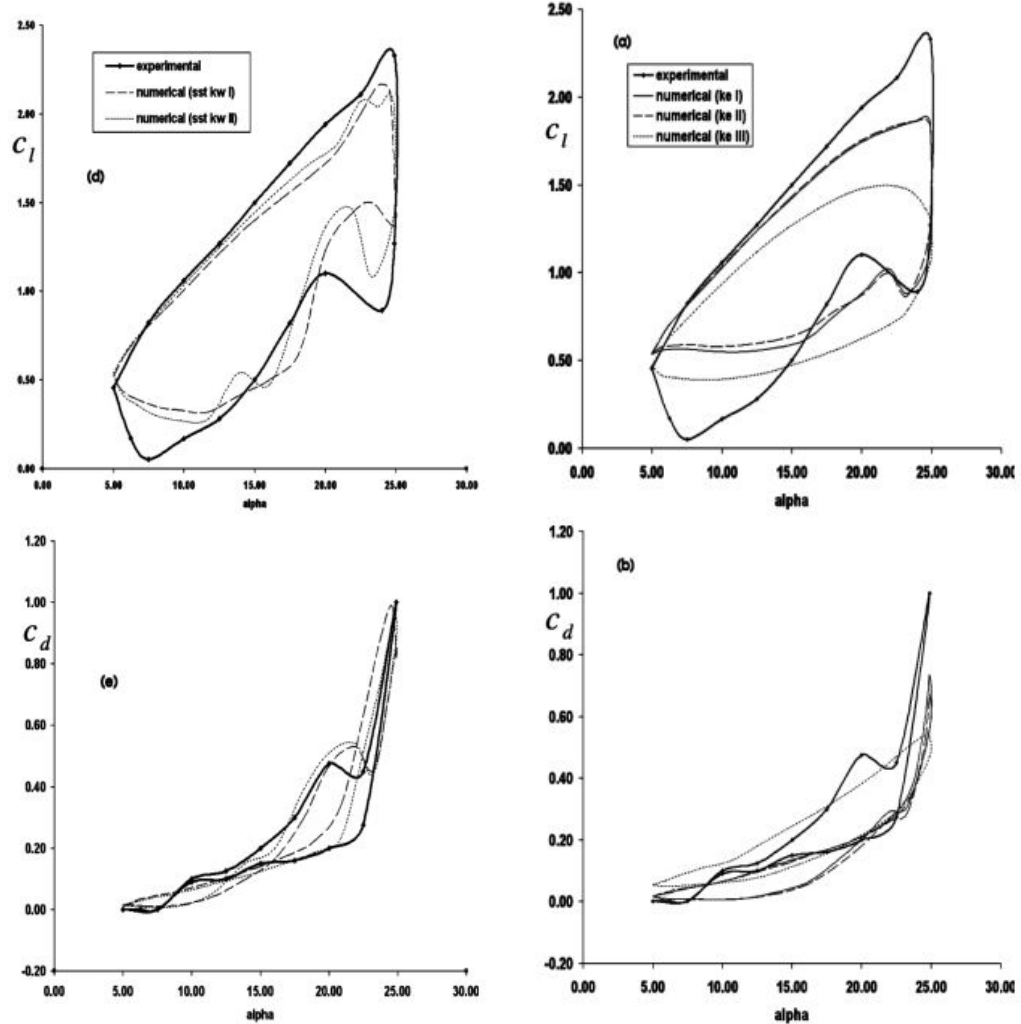 2.50
2.00
1.50
1.00
0.50
0.00
0.00 5.00 10.00 15.00 20.00 25.00 30.00
alpha
c_l
experimental
numerical (sst kw I)
numerical (sst kw II)
(d)
2.50
2.00
1.50
1.00
0.50
0.00
0.00 5.00 10.00 15.00 20.00 25.00 30.00
alpha
c_l
(a)
experimental
numerical (ke I)
numerical (ke II)
numerical (ke III)
1.20
1.00
0.80
0.60
0.40
0.20
0.00
-0.20
0.00 5.00 10.00 15.00 20.00 25.00 30.00
alpha
c_d
(e)
1.20
1.00
0.80
0.60
0.40
0.20
0.00
-0.20
0.00 5.00 10.00 15.00 20.00 25.00 30.00
alpha
c_d
(b)